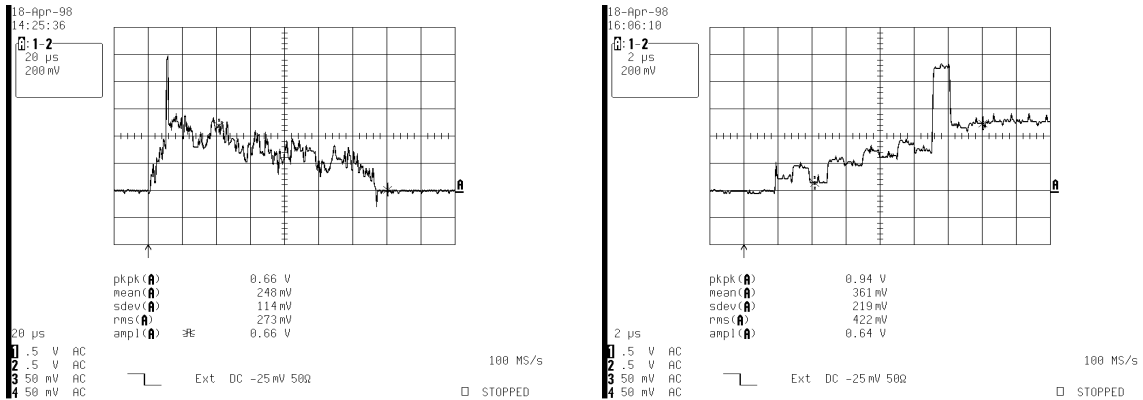 18-Apr-98
14:25:36
A: 1-2
20 µs
200 mV
A
pkpk(A) 0.66 V
mean(A) 248 mV
sdev(A) 114 mV
rms(A) 273 mV
ampl(A) 0.66 V
20 µs
1 .5 V AC
2 .5 V AC
3 50 mV AC
4 50 mV AC
Ext DC -25 mV 50Ω
100 MS/s
□ STOPPED
18-Apr-98
16:06:10
A: 1-2
2 µs
200 mV
A
pkpk(A) 0.94 V
mean(A) 361 mV
sdev(A) 219 mV
rms(A) 422 mV
ampl(A) 0.64 V
2 µs
1 .5 V AC
2 .5 V AC
3 50 mV AC
4 50 mV AC
Ext DC -25 mV 50Ω
100 MS/s
□ STOPPED